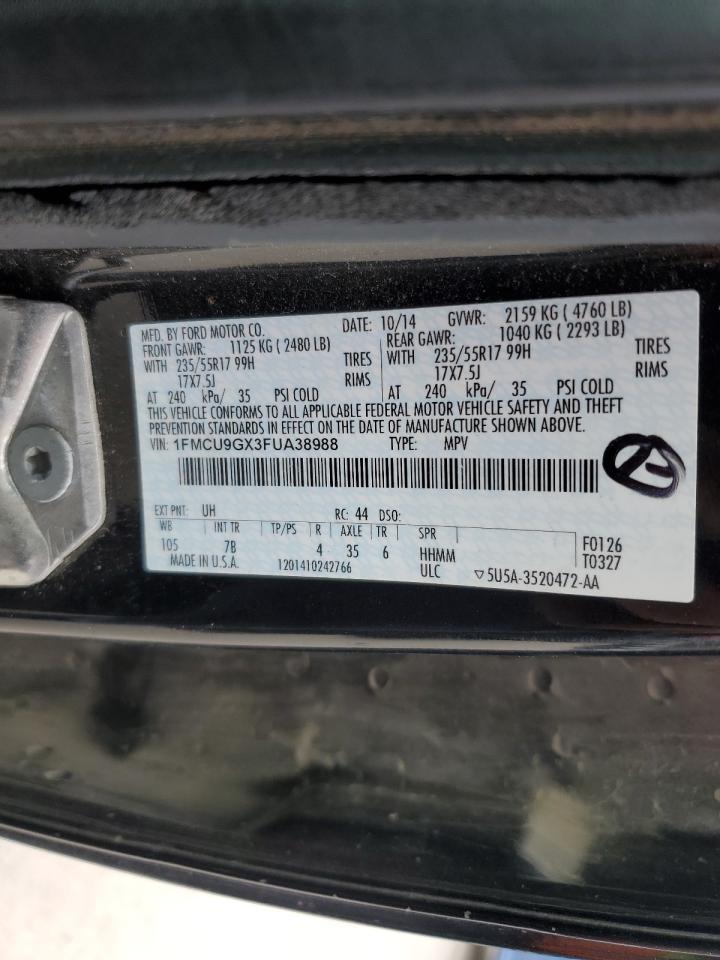 MFD. BY FORD MOTOR CO. DATE: 10/14 GVWR: 2159 KG ( 4760 LB)
FRONT GAWR: 1125 KG ( 2480 LB) REAR GAWR: 1040 KG ( 2293 LB)
WITH 235/55R17 99H TIRES WITH 235/55R17 99H TIRES
17X7.5J RIMS 17X7.5J RIMS
AT 240 kPa/ 35 PSI COLD AT 240 kPa/ 35 PSI COLD
THIS VEHICLE CONFORMS TO ALL APPLICABLE FEDERAL MOTOR VEHICLE SAFETY AND THEFT
PREVENTION STANDARDS IN EFFECT ON THE DATE OF MANUFACTURE SHOWN ABOVE.
VIN: 1FMCU9GX3FUA38988 TYPE: MPV
EXT PNT: UH RC: 44 DSO:
WB INT TR TP/PS R AXLE TR SPR
105 7B 4 35 6 HHMM F0126
MADE IN U.S.A. 1201410242766 ULC ▽5U5A-3520472-AA T0327